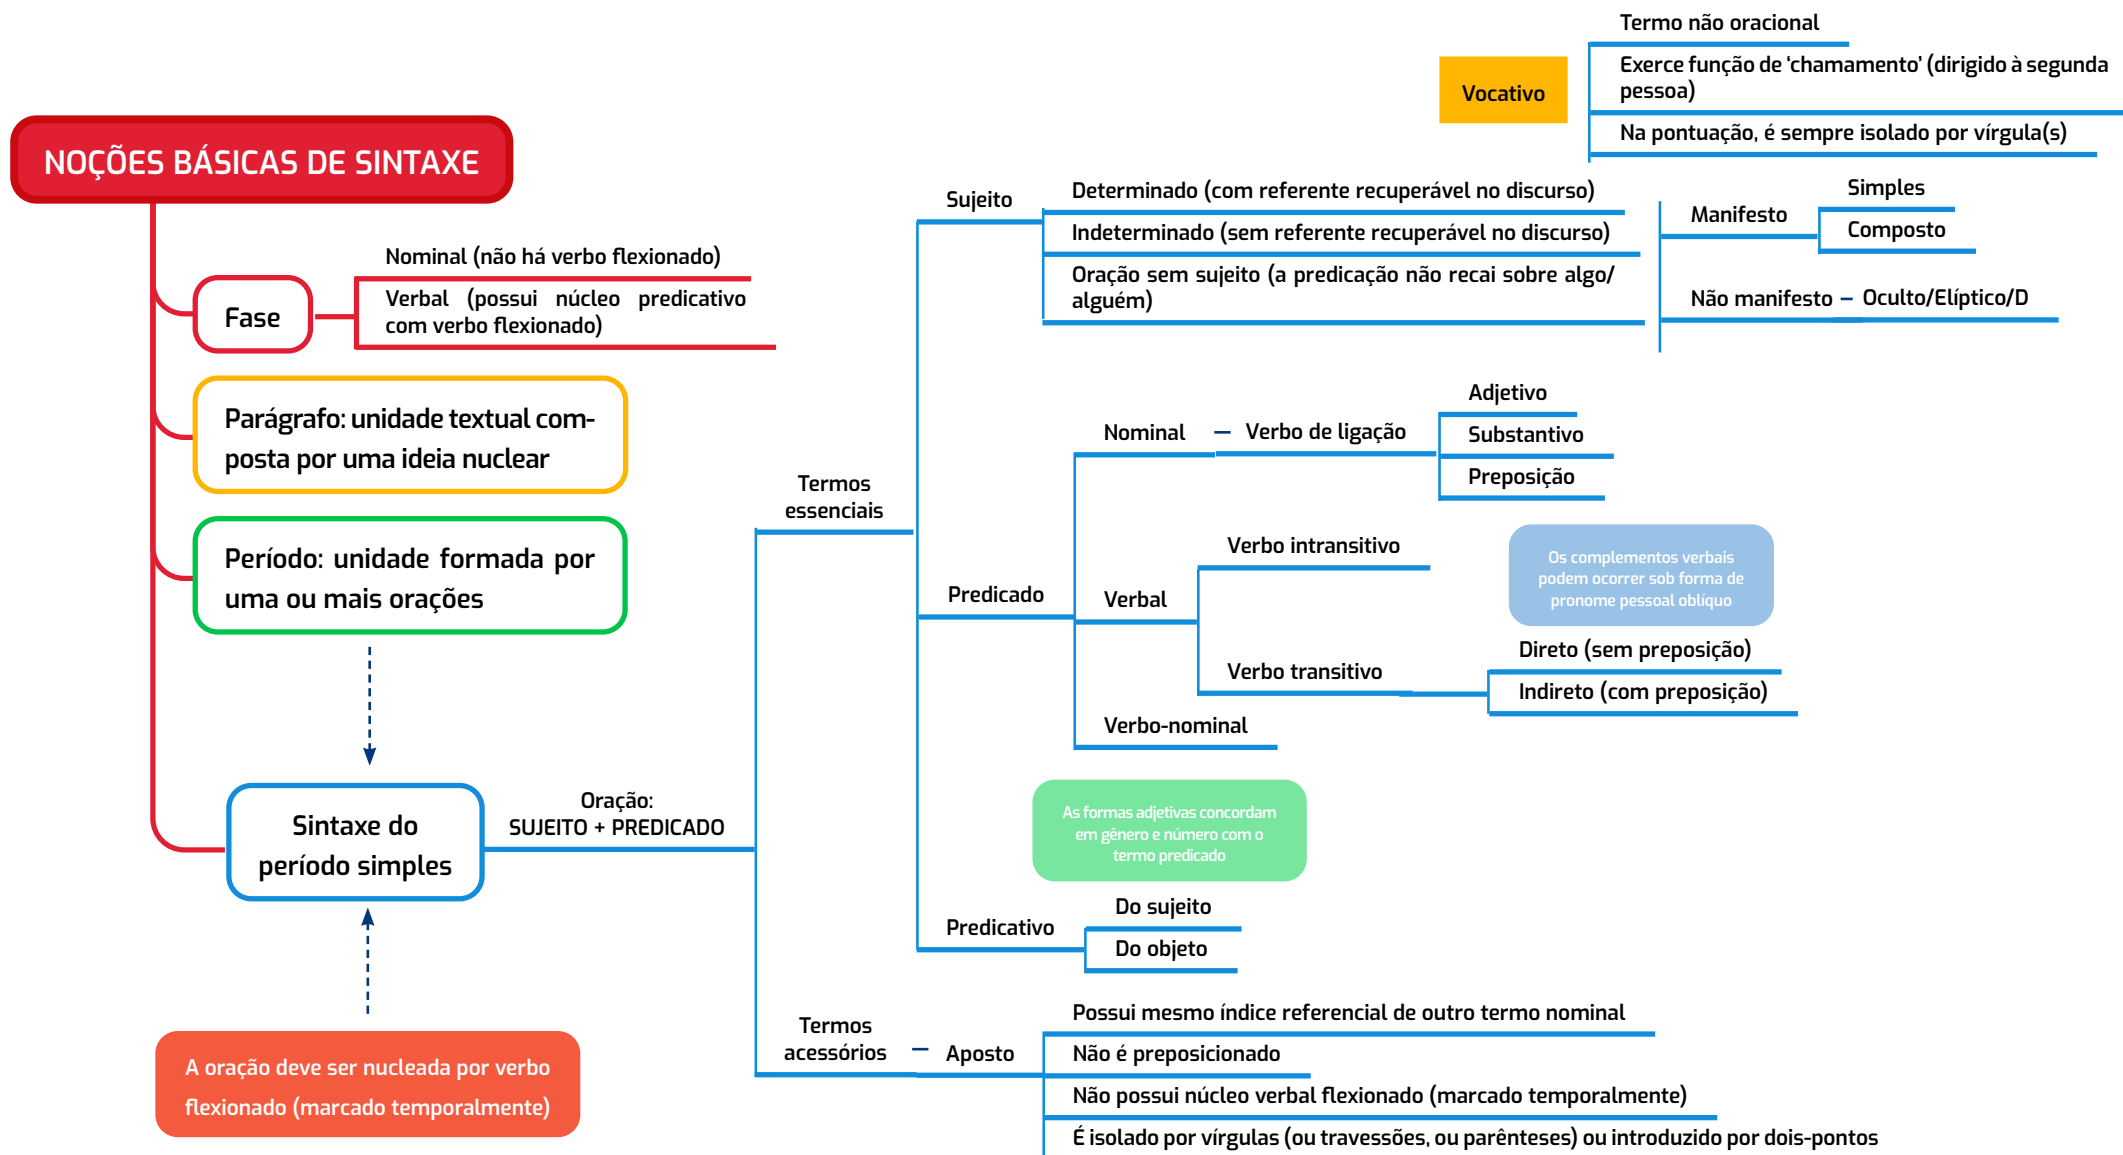 NOÇÕES BÁSICAS DE SINTAXE
Fase
Nominal (não há verbo flexionado)
Verbal (possui núcleo predicativo
com verbo flexionado)
Parágrafo: unidade textual com-
posta por uma ideia nuclear
Período: unidade formada por
uma ou mais orações
Sintaxe do
período simples
A oração deve ser nucleada por verbo
flexionado (marcado temporalmente)
Oração:
SUJEITO + PREDICADO
Termos
essenciais
Sujeito
Determinado (com referente recuperável no discurso)
Indeterminado (sem referente recuperável no discurso)
Oração sem sujeito (a predicação não recai sobre algo/
alguém)
Manifesto
Simples
Composto
Não manifesto – Oculto/Elíptico/D
Vocativo
Termo não oracional
Exerce função de ‘chamamento’ (dirigido à segunda
pessoa)
Na pontuação, é sempre isolado por vírgula(s)
Predicado
Nominal – Verbo de ligação
Adjetivo
Substantivo
Preposição
Verbal
Verbo intransitivo
Os complementos verbais
podem ocorrer sob forma de
pronome pessoal oblíquo
Verbo transitivo
Direto (sem preposição)
Indireto (com preposição)
Verbo-nominal
As formas adjetivas concordam
em gênero e número com o
termo predicado
Predicativo
Do sujeito
Do objeto
Termos
acessórios – Aposto
Possui mesmo índice referencial de outro termo nominal
Não é preposicionado
Não possui núcleo verbal flexionado (marcado temporalmente)
É isolado por vírgulas (ou travessões, ou parênteses) ou introduzido por dois-pontos